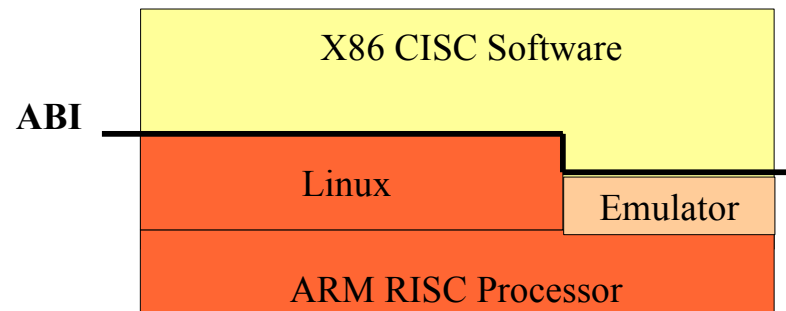 X86 CISC Software
ABI
Linux
Emulator
ARM RISC Processor